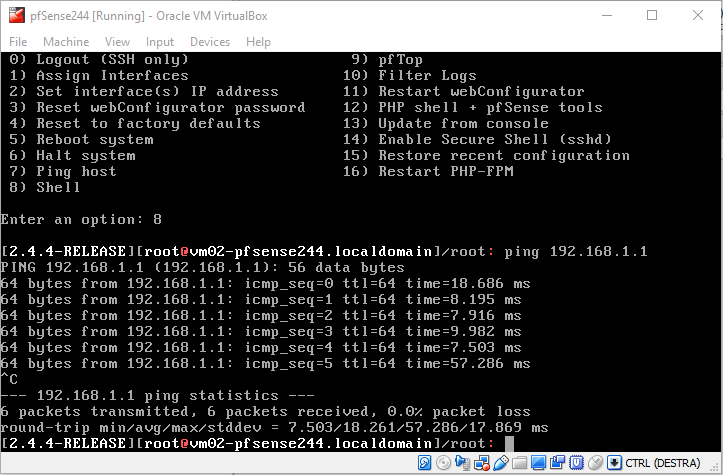 pfSense244 [Running] - Oracle VM VirtualBox
File Machine View Input Devices Help
0) Logout (SSH only) 9) pfTop
1) Assign Interfaces 10) Filter Logs
2) Set interface(s) IP address 11) Restart webConfigurator
3) Reset webConfigurator password 12) PHP shell + pfSense tools
4) Reset to factory defaults 13) Update from console
5) Reboot system 14) Enable Secure Shell (sshd)
6) Halt system 15) Restore recent configuration
7) Ping host 16) Restart PHP-FPM
8) Shell
Enter an option: 8
[2.4.4-RELEASE][root@vm02-pfsense244.localdomain]/root: ping 192.168.1.1
PING 192.168.1.1 (192.168.1.1): 56 data bytes
64 bytes from 192.168.1.1: icmp_seq=0 ttl=64 time=18.686 ms
64 bytes from 192.168.1.1: icmp_seq=1 ttl=64 time=8.195 ms
64 bytes from 192.168.1.1: icmp_seq=2 ttl=64 time=7.916 ms
64 bytes from 192.168.1.1: icmp_seq=3 ttl=64 time=9.982 ms
64 bytes from 192.168.1.1: icmp_seq=4 ttl=64 time=7.503 ms
64 bytes from 192.168.1.1: icmp_seq=5 ttl=64 time=57.286 ms
^C
--- 192.168.1.1 ping statistics ---
6 packets transmitted, 6 packets received, 0.0% packet loss
round-trip min/avg/max/stddev = 7.503/18.261/57.286/17.869 ms
[2.4.4-RELEASE][root@vm02-pfsense244.localdomain]/root:
CTRL (DESTRA)